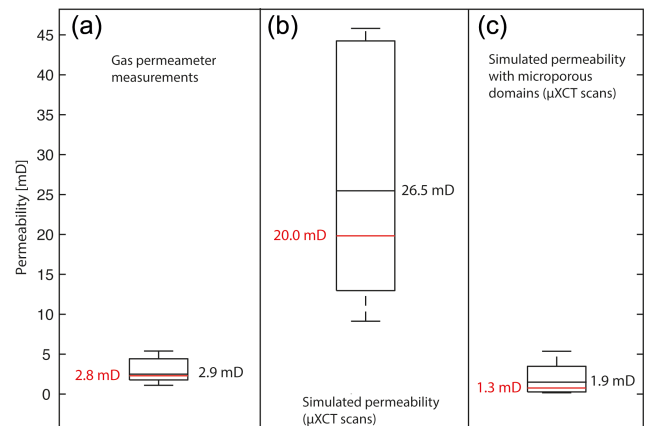 (a)
(b)
(c)
Gas permeameter
measurements
Simulated permeability
with microporous
domains (µXCT scans)
45
40
35
30
25
20
15
10
5
0
Permeability [mD]
26.5 mD
20.0 mD
2.8 mD
2.9 mD
1.3 mD
1.9 mD
Simulated permeability
(µXCT scans)